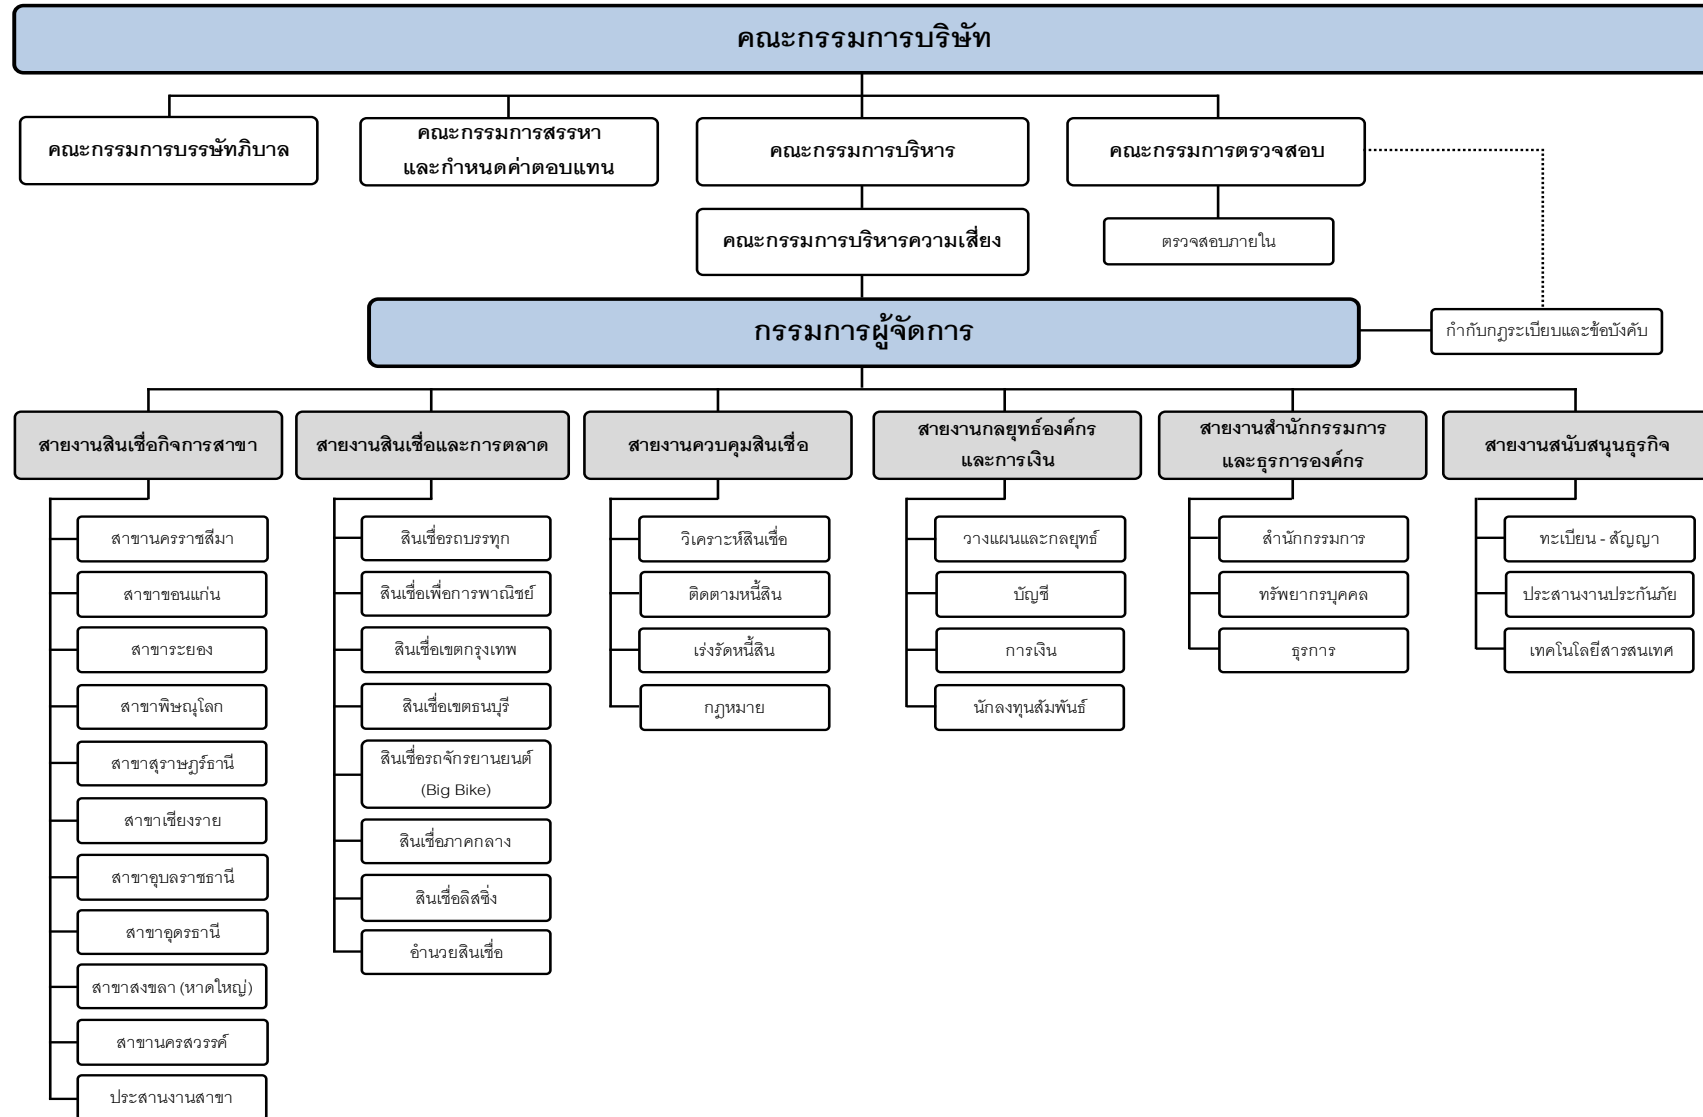 คณะกรรมการบริษัท
คณะกรรมการบรรษัทภิบาล
คณะกรรมการสรรหา
และกำหนดค่าตอบแทน
คณะกรรมการบริหาร
คณะกรรมการตรวจสอบ
คณะกรรมการบริหารความเสี่ยง
ตรวจสอบภายใน
กรรมการผู้จัดการ
กำกับกฎระเบียบและข้อบังคับ
สายงานสินเชื่อกิจการสาขา
สาขานครราชสีมา
สาขาขอนแก่น
สาขาระยอง
สาขาพิษณุโลก
สาขาสุราษฎร์ธานี
สาขาเชียงราย
สาขาอุบลราชธานี
สาขาอุดรธานี
สาขาสงขลา (หาดใหญ่)
สาขานครสวรรค์
ประสานงานสาขา
สายงานสินเชื่อและการตลาด
สินเชื่อรถบรรทุก
สินเชื่อเพื่อการพาณิชย์
สินเชื่อเขตกรุงเทพ
สินเชื่อเขตธนบุรี
สินเชื่อรถจักรยานยนต์
(Big Bike)
สินเชื่อภาคกลาง
สินเชื่อลิสซิ่ง
อำนวยสินเชื่อ
สายงานควบคุมสินเชื่อ
วิเคราะห์สินเชื่อ
ติดตามหนี้สิน
เร่งรัดหนี้สิน
กฎหมาย
สายงานกลยุทธ์องค์กร
และการเงิน
วางแผนและกลยุทธ์
บัญชี
การเงิน
นักลงทุนสัมพันธ์
สายงานสำนักกรรมการ
และธุรการองค์กร
สำนักกรรมการ
ทรัพยากรบุคคล
ธุรการ
สายงานสนับสนุนธุรกิจ
ทะเบียน - สัญญา
ประสานงานประกันภัย
เทคโนโลยีสารสนเทศ